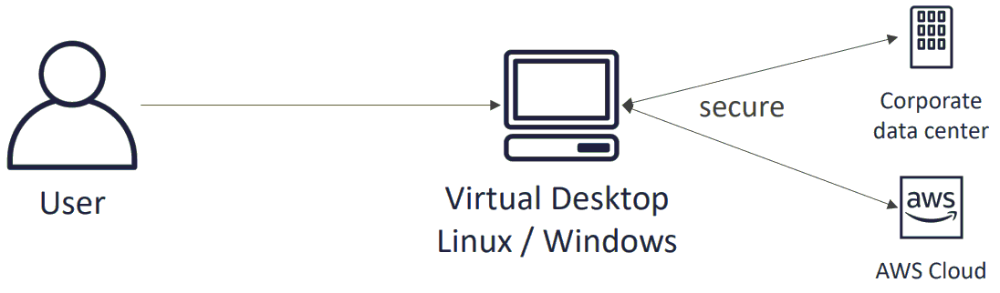 User
Virtual Desktop
Linux / Windows
secure
Corporate
data center
aws
AWS Cloud